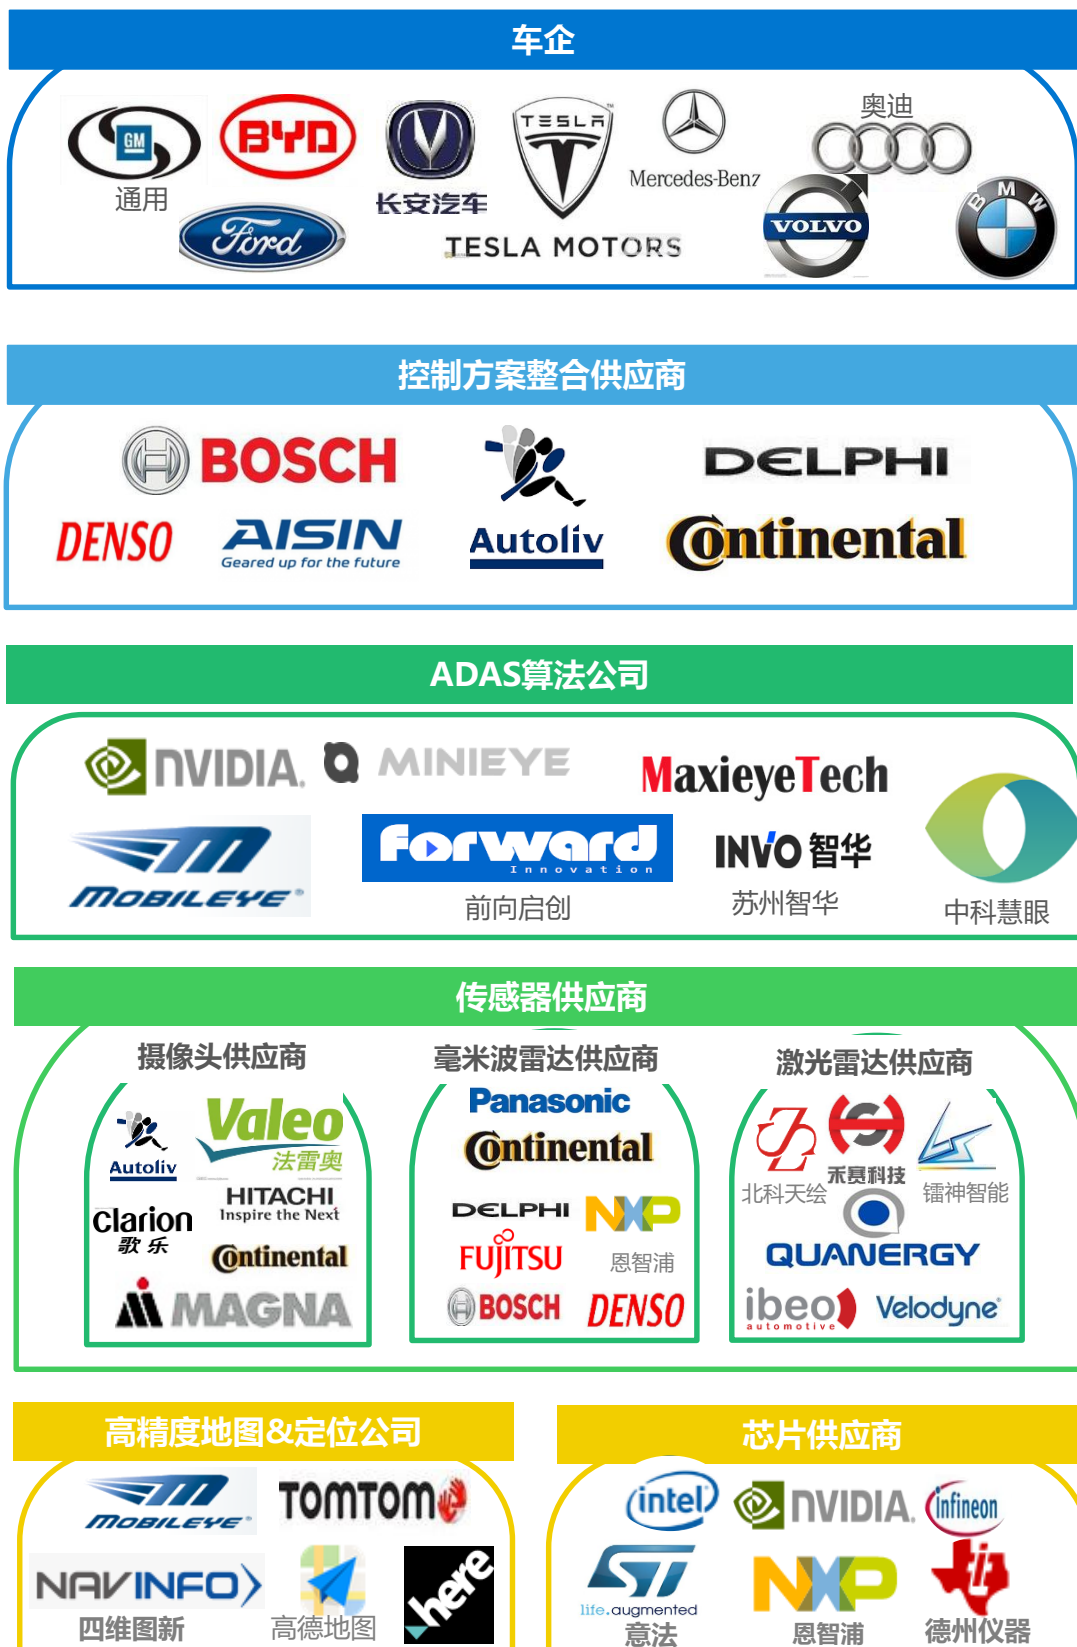 车企
GM
通用
BYD
长安汽车
TESLA
TESLA MOTORS
Mercedes-Benz
奥迪
Ford
VOLVO
BMW
控制方案整合供应商
BOSCH
Autoliv
DELPHI
DENSO
AISIN
Geared up for the future
Continental
ADAS算法公司
NVIDIA.
MINIEYE
MaxieyeTech
MOBILEYE®
Forward
Innovation
前向启创
INVO 智华
苏州智华
中科慧眼
传感器供应商
摄像头供应商
Autoliv
Valeo
法雷奥
HITACHI
Inspire the Next
Clarion
歌乐
Continental
MAGNA
毫米波雷达供应商
Panasonic
Continental
DELPHI
NXP
恩智浦
FUJITSU
BOSCH
DENSO
激光雷达供应商
北科天绘
禾赛科技
镭神智能
QUANERGY
ibeo
automotive
Velodyne
高精度地图&定位公司
MOBILEYE®
TOMTOM
NAVINFO
四维图新
高德地图
here
芯片供应商
intel
NVIDIA.
infineon
ST
life.augmented
意法
NXP
恩智浦
ti
德州仪器